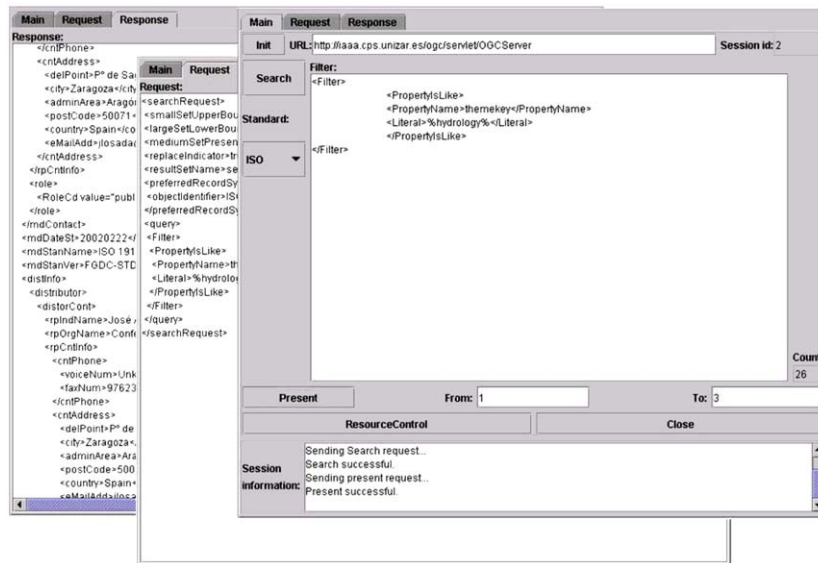 Main Request Response
Response:
</cntPhone>
<cntAddress>
<delPoint>Pº de
<city>Zaragoza</city
<adminArea>
<postCode>50071
<country>Spain</co
<eMailAdd>jlosada
</cntAddress>
</rpCntInfo>
<role>
<RoleCd value="publ
</role>
</mdContact>
<mdDateSt>20020222</
<mdStanName>ISO 191
<mdStanVer>FGDC-STD
<distInfo>
<distributor>
<distorCont>
<rpIndName>José
<rpOrgName>Conf
<rpCntInfo>
<cntPhone>
<voiceNum>Unk
<faxNum>97623
</cntPhone>
<cntAddress>
<delPoint>Pº de
<city>Zaragoza<
<adminArea>Ara
<postCode>500
<country>Spain
<eMailAdd>jlosa
Main Request
Request:
<searchRequest>
<smallSetUpperBou
<largeSetLowerBou
<mediumSetPresen
<replaceIndicator>tr
<resultSetName>se
<preferredRecordSy
<objectIdentifier>IS
</preferredRecordSy
<query>
<Filter>
<PropertyIsLike>
<PropertyName>th
<Literal>%hydrolo
</PropertyIsLike>
</Filter>
</query>
</searchRequest>
Main Request Response
Init URL: http://iaaa.cps.unizar.es/ogc/servlet/OGCServer Session id: 2
Search Filter:
<Filter>
<PropertyIsLike>
<PropertyName>themekey</PropertyName>
<Literal>%hydrology%</Literal>
</PropertyIsLike>
</Filter>
Standard:
ISO
Count
26
Present From: 1 To: 3
ResourceControl Close
Session information:
Sending Search request...
Search successful.
Sending present request...
Present successful.